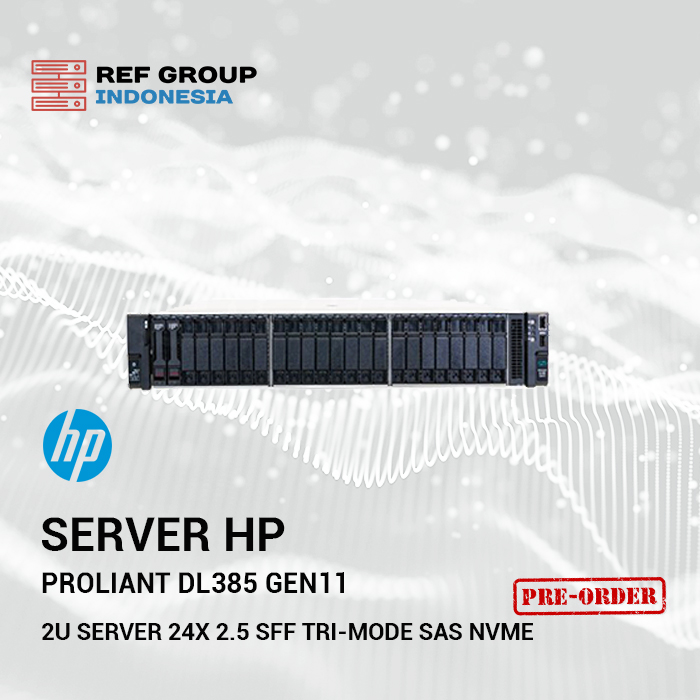 REF GROUP
INDONESIA
hp
SERVER HP
PROLIANT DL385 GEN11
PRE-ORDER
2U SERVER 24X 2.5 SFF TRI-MODE SAS NVME